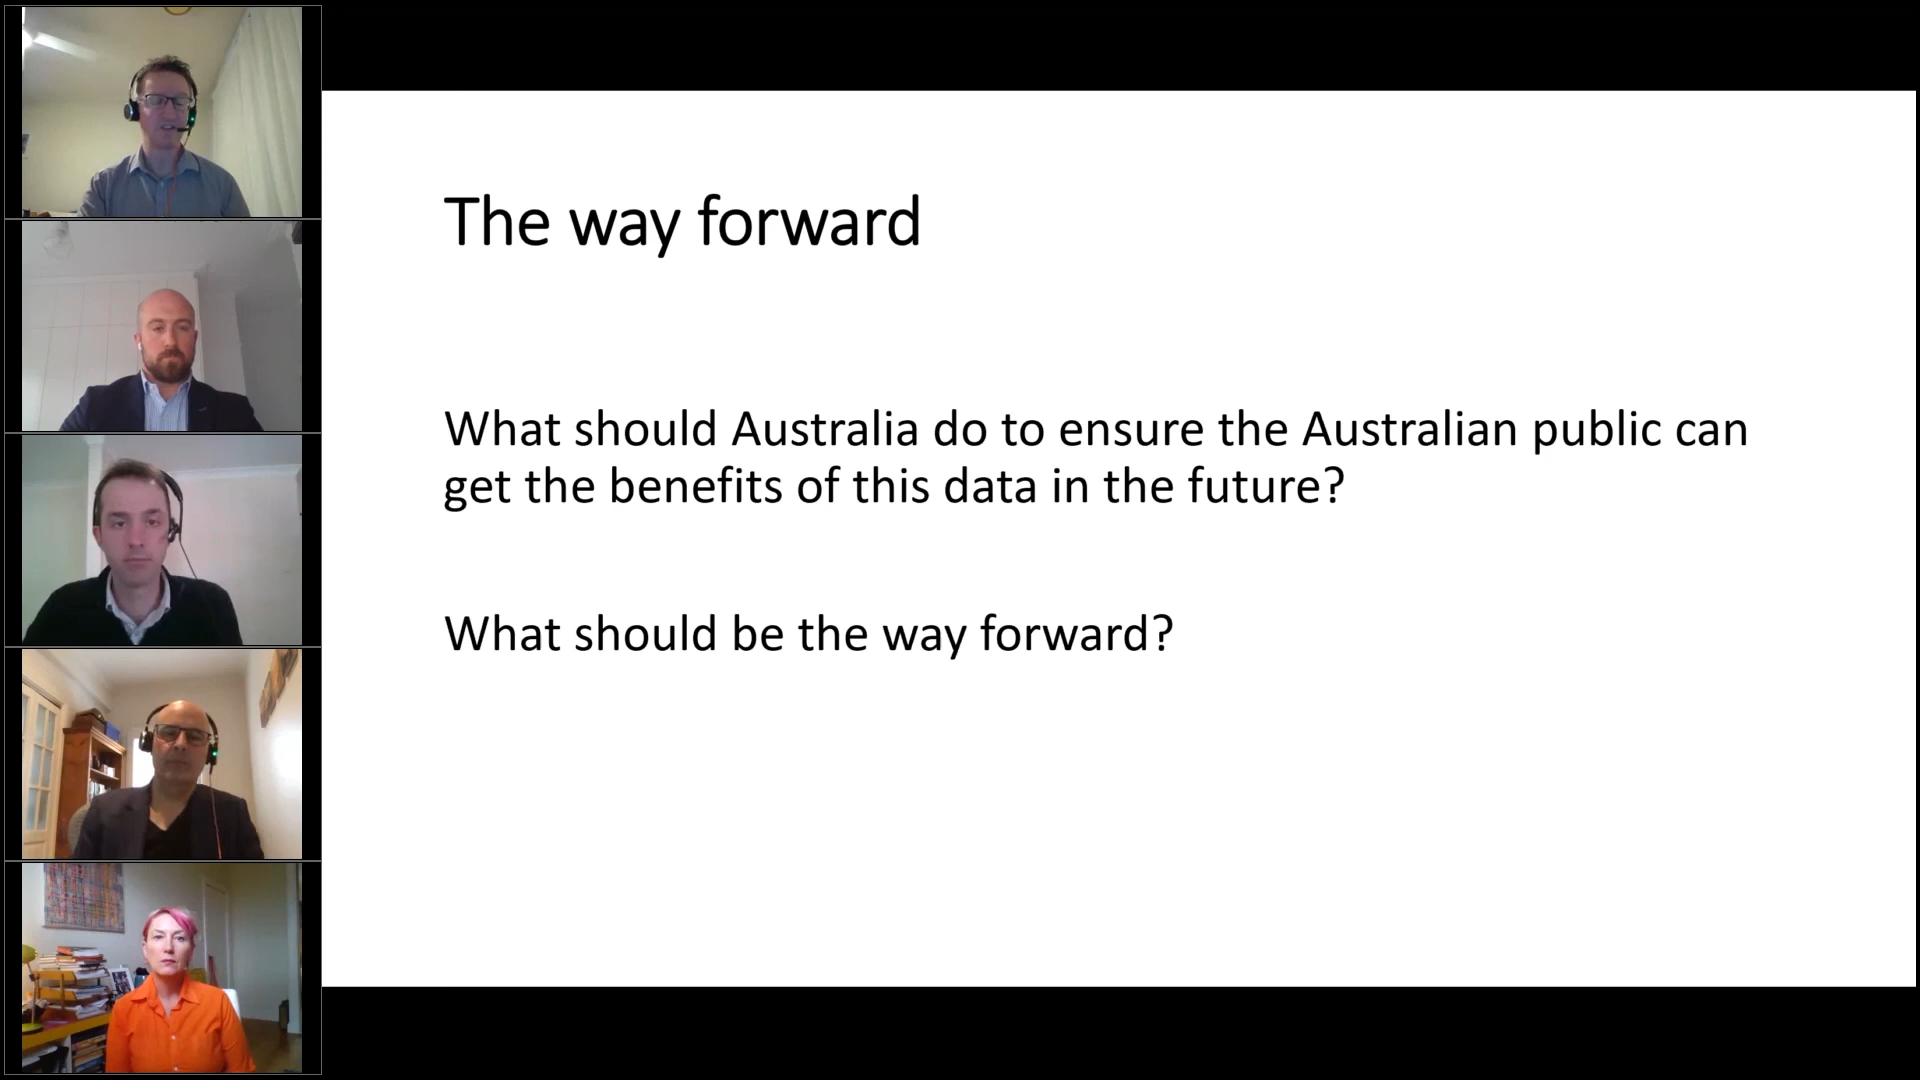 The way forward
What should Australia do to ensure the Australian public can
get the benefits of this data in the future?
What should be the way forward?